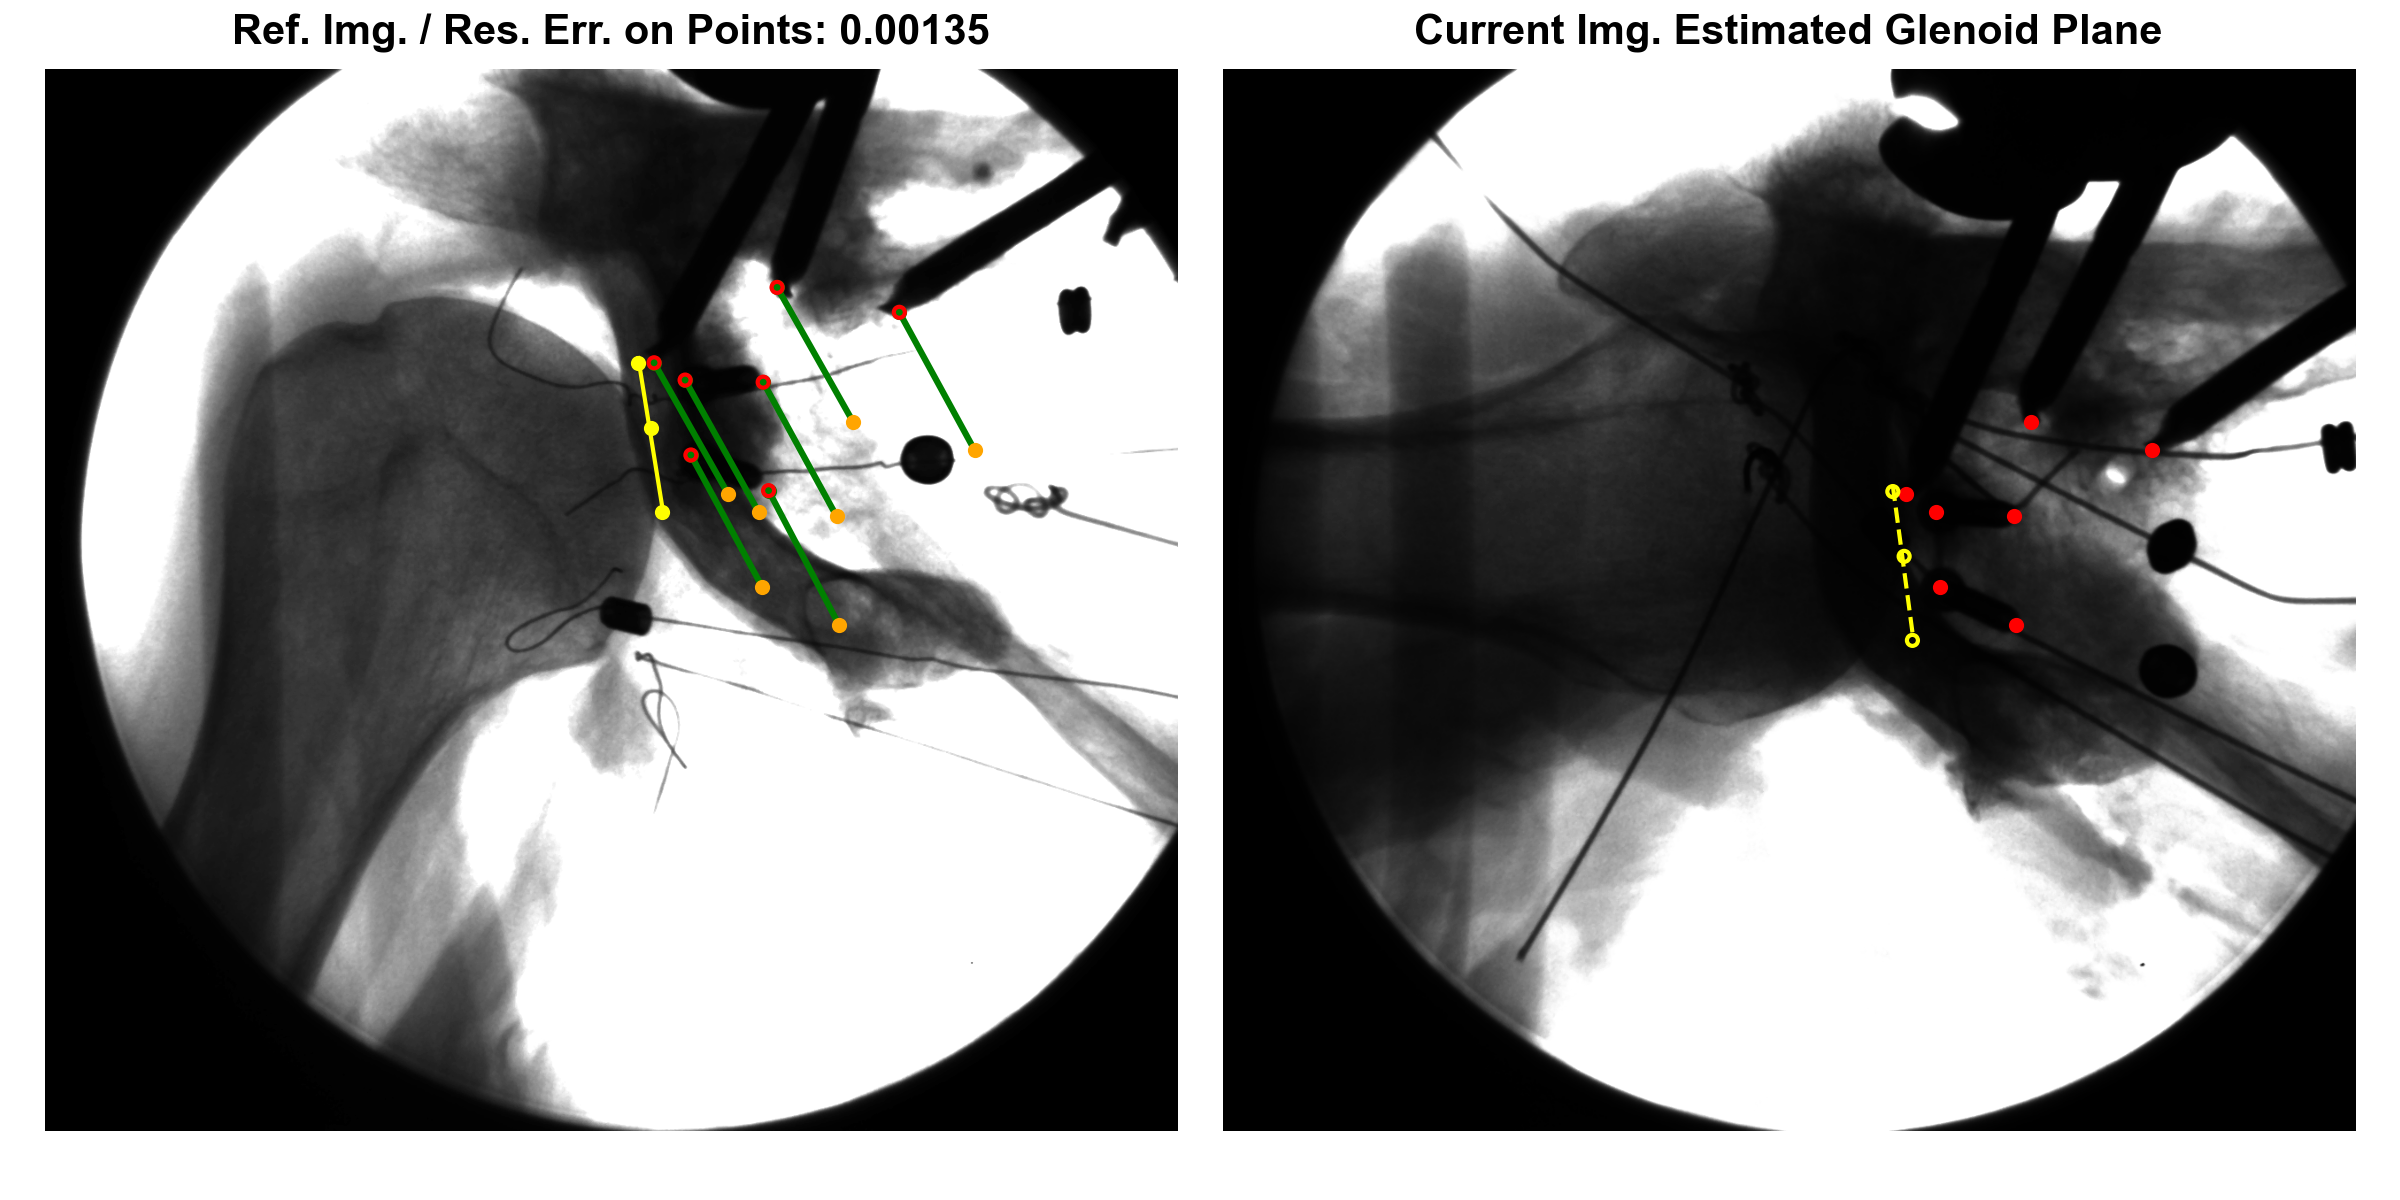 Ref. Img. / Res. Err. on Points: 0.00135
Current Img. Estimated Glenoid Plane